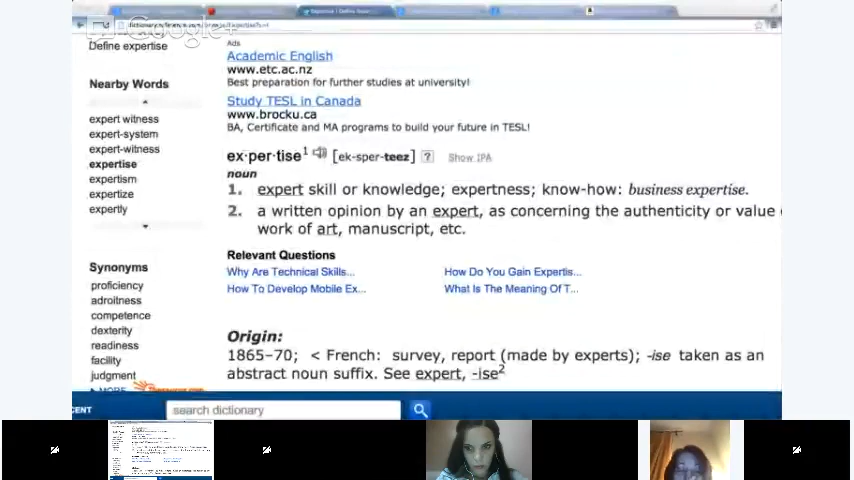 Google+
Define expertise
Nearby Words
expert witness
expert-system
expert-witness
expertise
expertism
expertize
expertly
Synonyms
proficiency
adroitness
competence
dexterity
readiness
facility
judgment
MORE
Thesaurus.com
Ads
Academic English
www.etc.ac.nz
Best preparation for further studies at university!
Study TESL in Canada
www.brocku.ca
BA, Certificate and MA programs to build your future in TESL!
ex·per·tise1 [ek-sper-teez] ? Show IPA
noun
1. expert skill or knowledge; expertness; know-how: business expertise.
2. a written opinion by an expert, as concerning the authenticity or value
work of art, manuscript, etc.
Relevant Questions
Why Are Technical Skills... How Do You Gain Expertis...
How To Develop Mobile Ex... What Is The Meaning Of T...
Origin:
1865–70; < French: survey, report (made by experts); -ise taken as an
abstract noun suffix. See expert, -ise2
CENT search dictionary